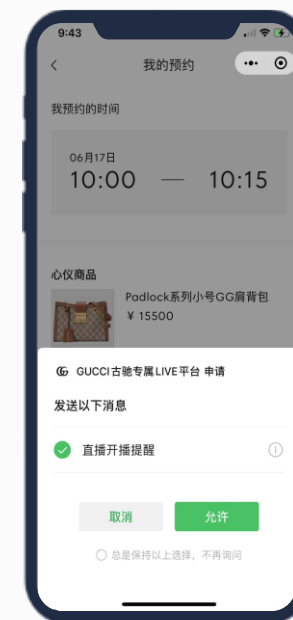 9:43
我的预约
我预约的时间
06月17日
10:00 — 10:15
心仪商品
Padlock系列小号GG肩背包
¥ 15500
GUCCI古驰专属LIVE平台 申请
发送以下消息
直播开播提醒
取消
允许
总是保持以上选择，不再询问